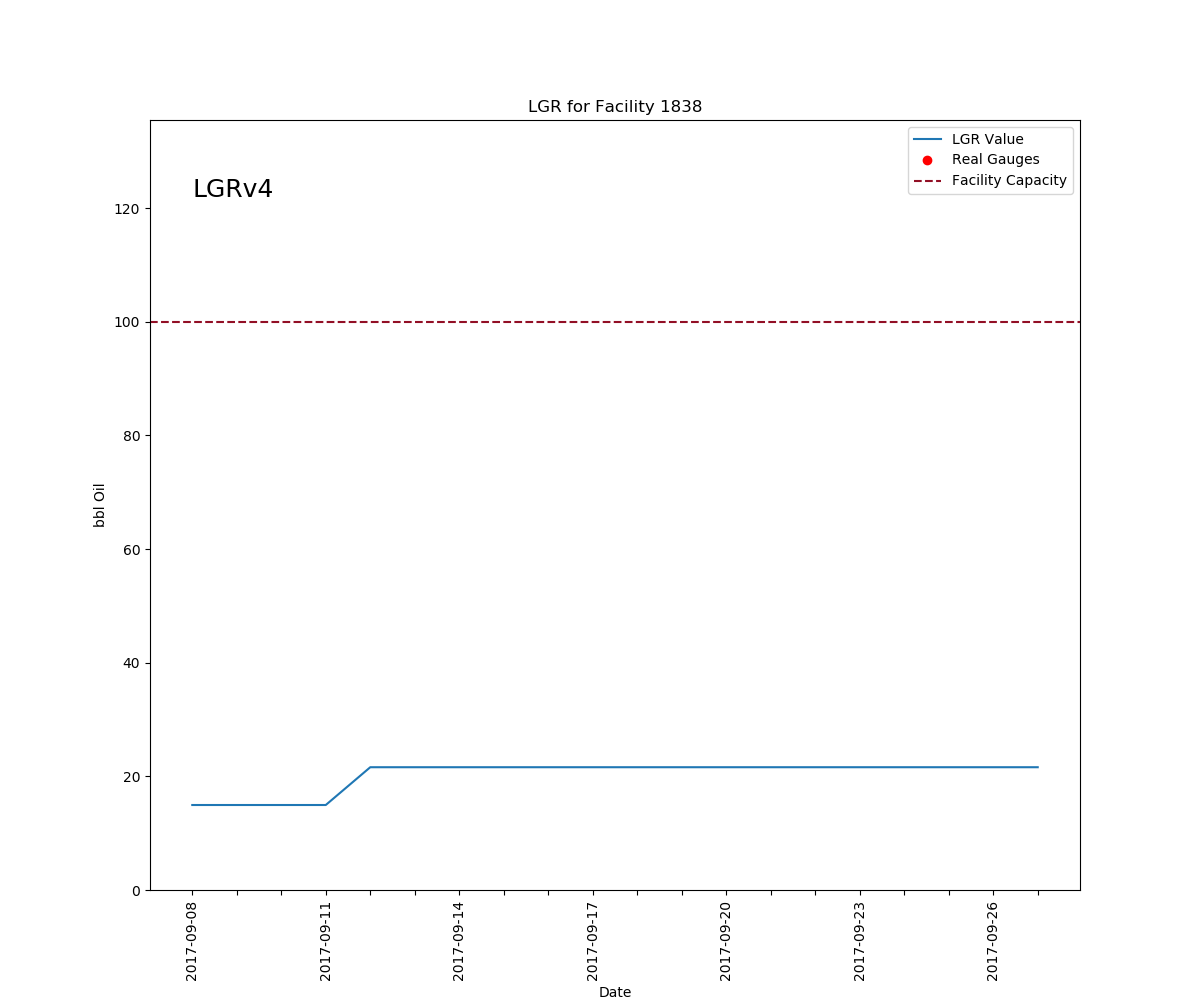 LGR for Facility 1838
LGRv4
LGR Value
Real Gauges
Facility Capacity
120
100
80
60
40
20
0
bbl Oil
2017-09-08
2017-09-11
2017-09-14
2017-09-17
2017-09-20
2017-09-23
2017-09-26
Date